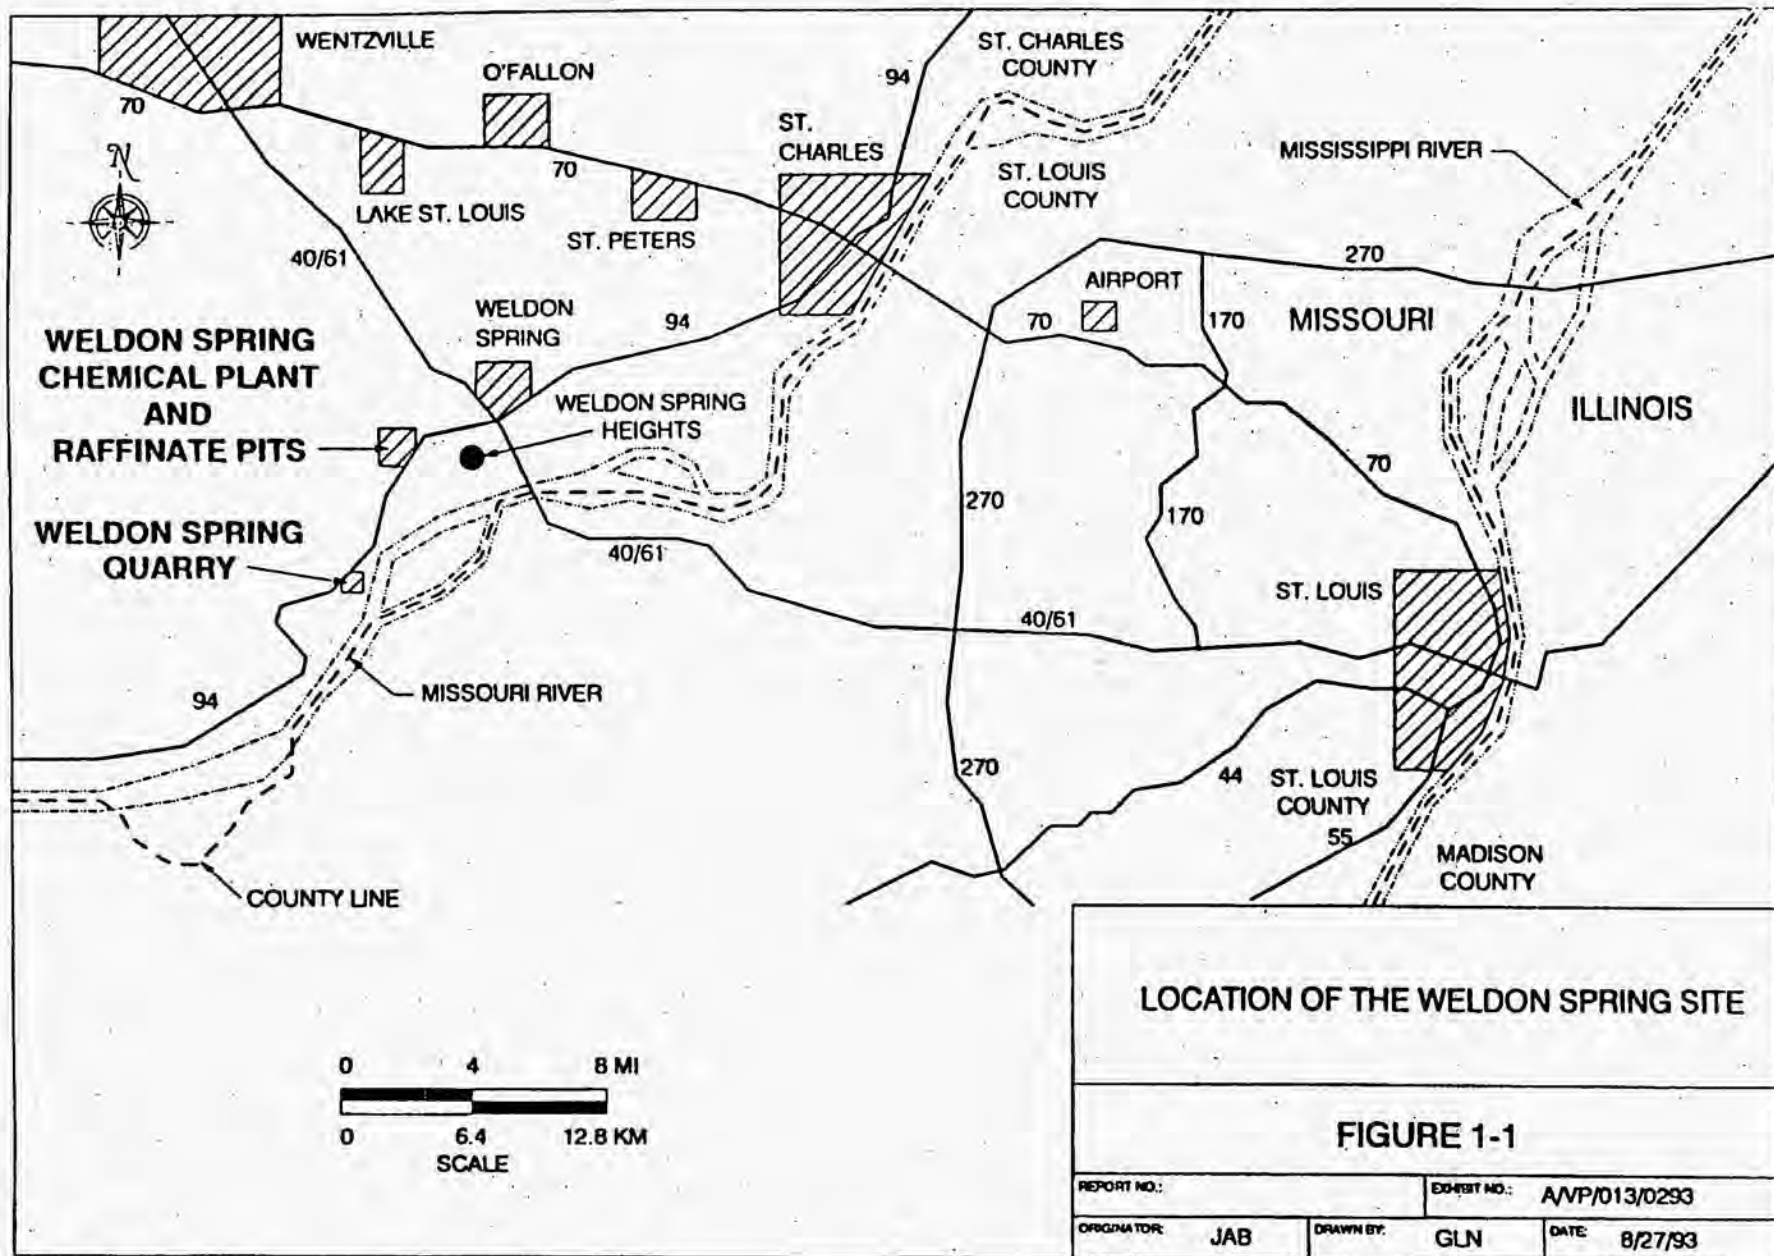 WENTZVILLE
O'FALLON
ST. CHARLES
COUNTY
94
70
ST.
CHARLES
N
70
MISSISSIPPI RIVER
ST. LOUIS
COUNTY
LAKE ST. LOUIS
ST. PETERS
40/61
270
AIRPORT
WELDON
SPRING
94
70
170
MISSOURI
WELDON SPRING
CHEMICAL PLANT
AND
RAFFINATE PITS
WELDON SPRING
HEIGHTS
ILLINOIS
70
270
170
WELDON SPRING
QUARRY
40/61
ST. LOUIS
40/61
94
MISSOURI RIVER
270
44
ST. LOUIS
COUNTY
55
MADISON
COUNTY
COUNTY LINE
0 4 8 MI
0 6.4 12.8 KM
SCALE
LOCATION OF THE WELDON SPRING SITE
FIGURE 1-1
REPORT NO.: EXHIBIT NO.: A/VP/013/0293
ORIGINATOR: JAB DRAWN BY: GLN DATE: 8/27/93